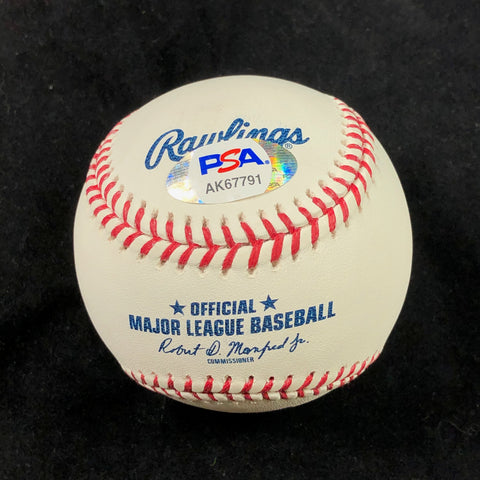 Rawlings®
PSA
AK67791
★ OFFICIAL ★
MAJOR LEAGUE BASEBALL
Robert D. Manfred Jr.
COMMISSIONER